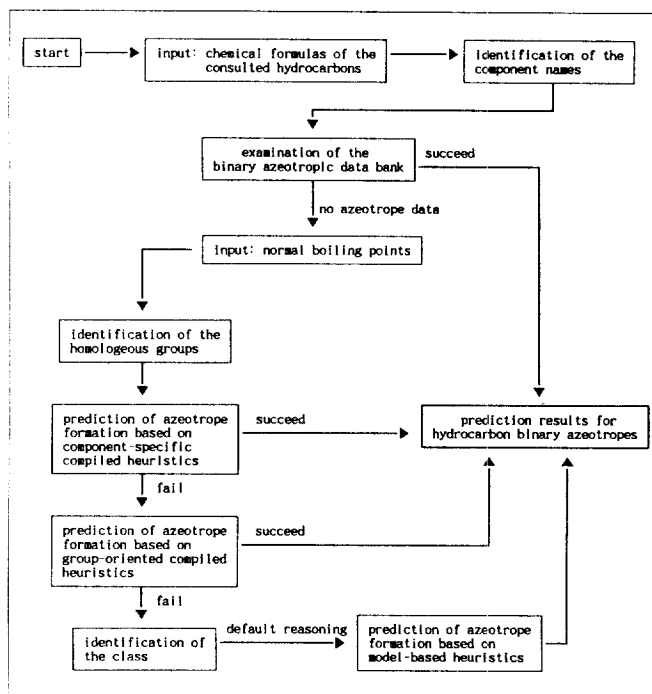 start
input: chemical formulas of the
consulted hydrocarbons
identification of the
component names
examination of the
binary azeotropic data bank
succeed
no azeotrope data
input: normal boiling points
identification of the
homologeous groups
prediction of azeotrope
formation based on
component-specific
compiled heuristics
succeed
prediction results for
hydrocarbon binary azeotropes
fail
prediction of azeotrope
formation based on
group-oriented compiled
heuristics
succeed
fail
identification of
the class
default reasoning
prediction of azeotrope
formation based on
model-based heuristics